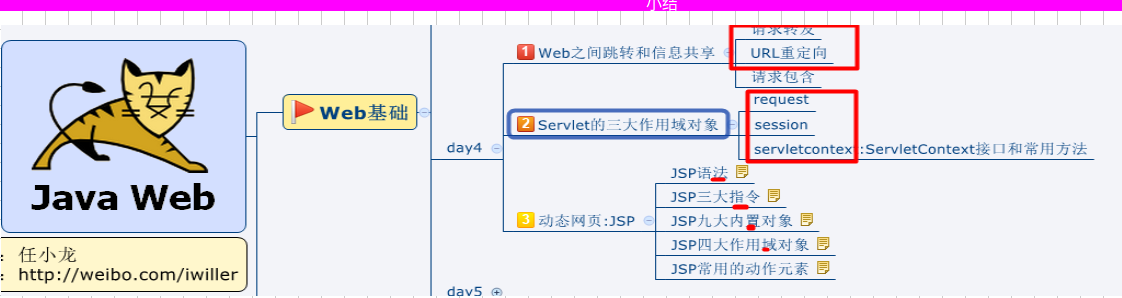 小结
Java Web
任小龙
http://weibo.com/iwiller
Web基础
day4
1 Web之间跳转和信息共享
请求转发
URL重定向
请求包含
2 Servlet的三大作用域对象
request
session
servletcontext:ServletContext接口和常用方法
3 动态网页:JSP
JSP语法
JSP三大指令
JSP九大内置对象
JSP四大作用域对象
JSP常用的动作元素
day5